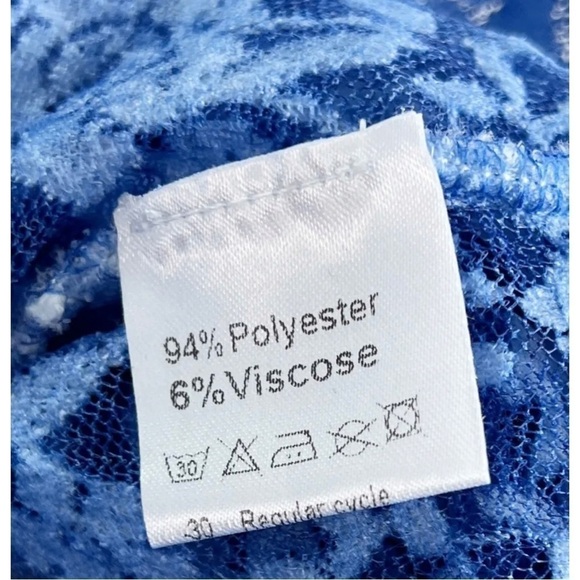 94% Polyester
6% Viscose
30
30 Regular cycle